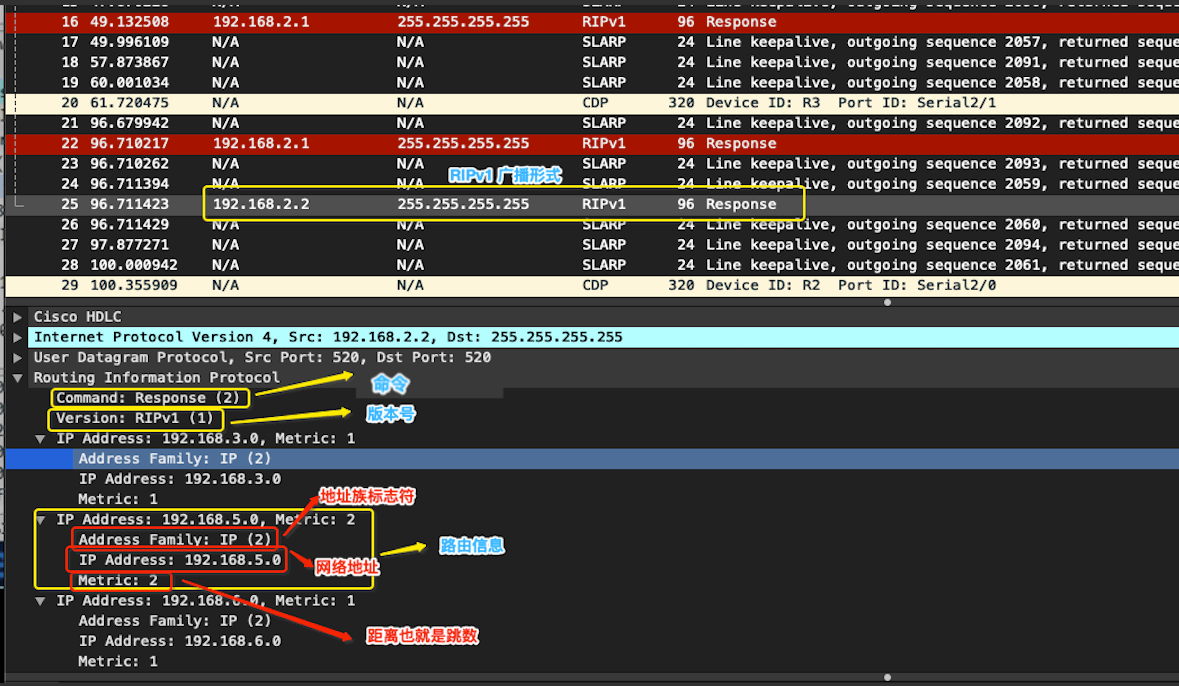 16 49.132508 192.168.2.1 255.255.255.255 RIPv1 96 Response
17 49.996109 N/A N/A SLARP 24 Line keepalive, outgoing sequence 2057, returned seque
18 57.873867 N/A N/A SLARP 24 Line keepalive, outgoing sequence 2091, returned seque
19 60.001034 N/A N/A SLARP 24 Line keepalive, outgoing sequence 2058, returned seque
20 61.720475 N/A N/A CDP 320 Device ID: R3 Port ID: Serial2/1
21 96.679942 N/A N/A SLARP 24 Line keepalive, outgoing sequence 2092, returned seque
22 96.710217 192.168.2.1 255.255.255.255 RIPv1 96 Response
23 96.710262 N/A N/A SLARP 24 Line keepalive, outgoing sequence 2093, returned seque
RIPv1 广播形式
24 96.711394 N/A N/A SLARP 24 Line keepalive, outgoing sequence 2059, returned seque
25 96.711423 192.168.2.2 255.255.255.255 RIPv1 96 Response
26 96.711429 N/A N/A SLARP 24 Line keepalive, outgoing sequence 2060, returned seque
27 97.877271 N/A N/A SLARP 24 Line keepalive, outgoing sequence 2094, returned seque
28 100.000942 N/A N/A SLARP 24 Line keepalive, outgoing sequence 2061, returned seque
29 100.355909 N/A N/A CDP 320 Device ID: R2 Port ID: Serial2/0
Cisco HDLC
Internet Protocol Version 4, Src: 192.168.2.2, Dst: 255.255.255.255
User Datagram Protocol, Src Port: 520, Dst Port: 520
Routing Information Protocol
命令
Command: Response (2)
版本号
Version: RIPv1 (1)
IP Address: 192.168.3.0, Metric: 1
Address Family: IP (2)
IP Address: 192.168.3.0
Metric: 1
地址族标志符
IP Address: 192.168.5.0, Metric: 2
Address Family: IP (2)
路由信息
IP Address: 192.168.5.0
网络地址
Metric: 2
IP Address: 192.168.6.0, Metric: 1
Address Family: IP (2)
距离也就是跳数
IP Address: 192.168.6.0
Metric: 1